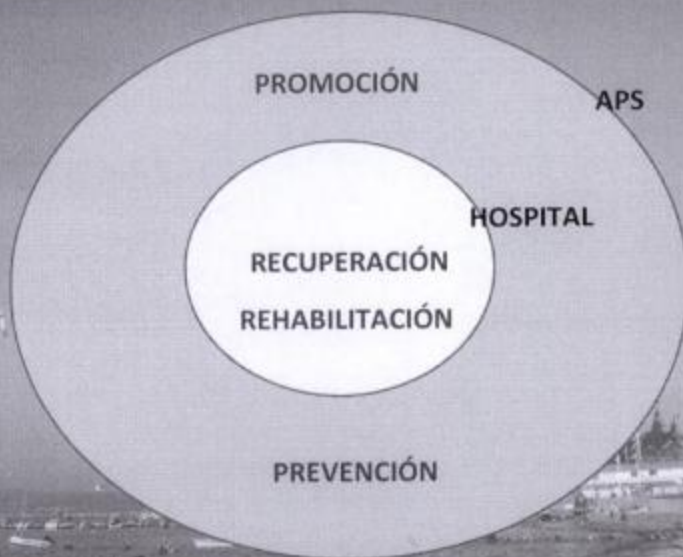 PROMOCIÓN
APS
HOSPITAL
RECUPERACIÓN
REHABILITACIÓN
PREVENCIÓN